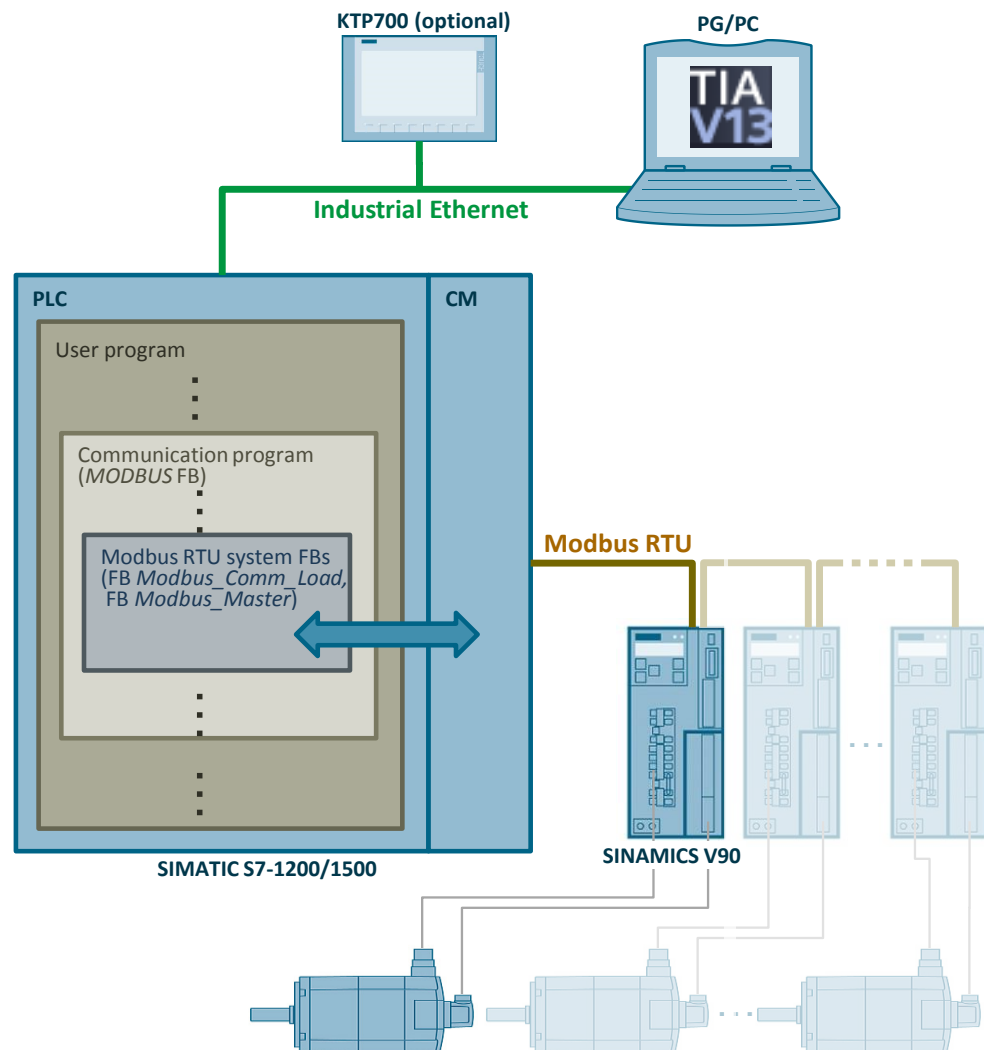 KTP700 (optional)
PG/PC
TIA
V13
Industrial Ethernet
PLC
CM
User program
Communication program
(MODBUS FB)
Modbus RTU system FBs
(FB Modbus_Comm_Load,
FB Modbus_Master)
Modbus RTU
SIMATIC S7-1200/1500
SINAMICS V90